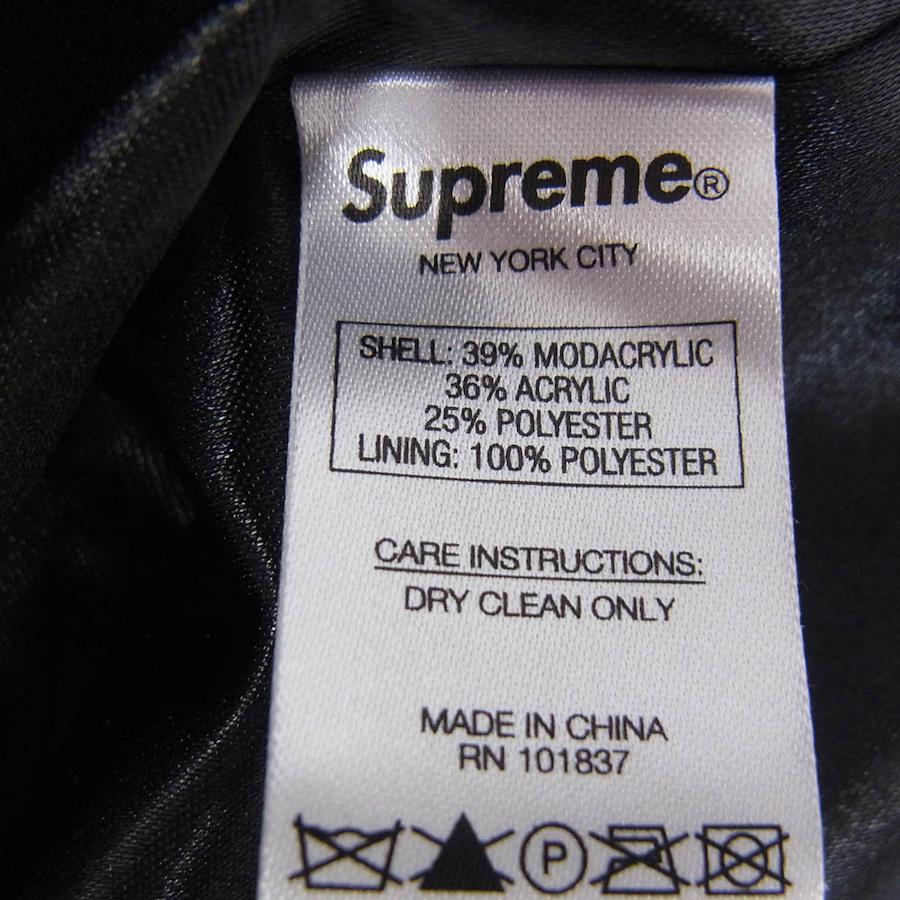 Supreme®
NEW YORK CITY
SHELL: 39% MODACRYLIC
36% ACRYLIC
25% POLYESTER
LINING: 100% POLYESTER
CARE INSTRUCTIONS:
DRY CLEAN ONLY
MADE IN CHINA
RN 101837
P